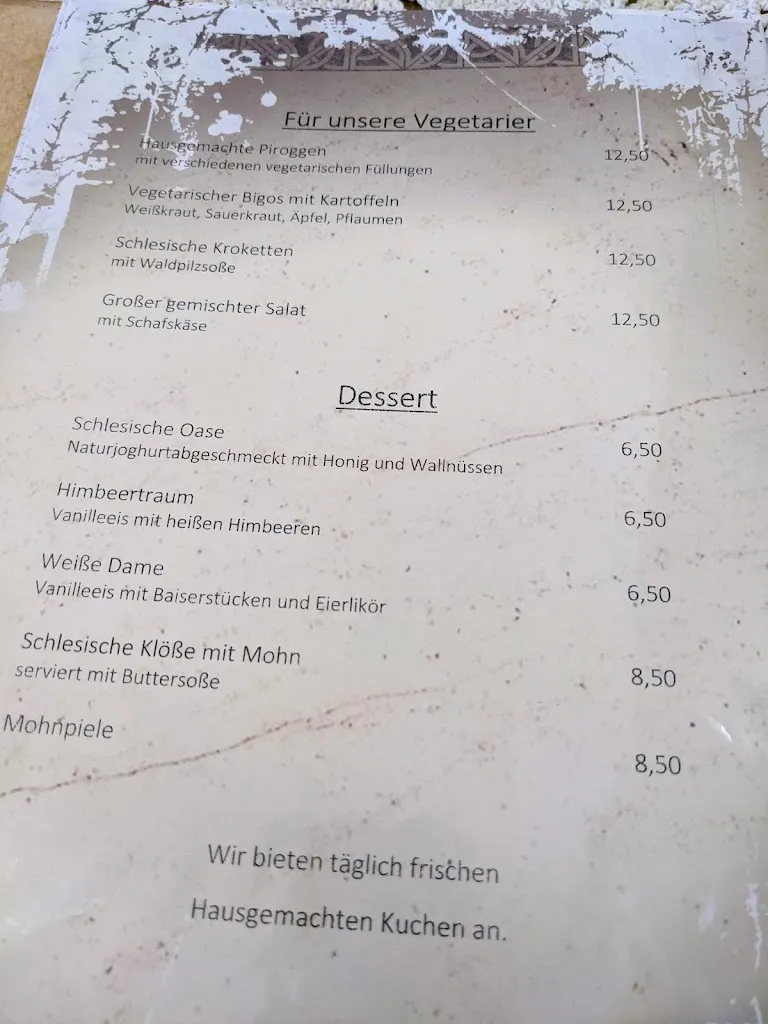 Für unsere Vegetarier
Hausgemachte Piroggen 12,50
mit verschiedenen vegetarischen Füllungen
Vegetarischer Bigos mit Kartoffeln 12,50
Weißkraut, Sauerkraut, Äpfel, Pflaumen
Schlesische Kroketten 12,50
mit Waldpilzsoße
Großer gemischter Salat 12,50
mit Schafskäse
Dessert
Schlesische Oase 6,50
Naturjoghurtabgeschmeckt mit Honig und Wallnüssen
Himbeertraum 6,50
Vanilleeis mit heißen Himbeeren
Weiße Dame 6,50
Vanilleeis mit Baiserstücken und Eierlikör
Schlesische Klöße mit Mohn 8,50
serviert mit Buttersoße
Mohnpiele 8,50
Wir bieten täglich frischen
Hausgemachten Kuchen an.